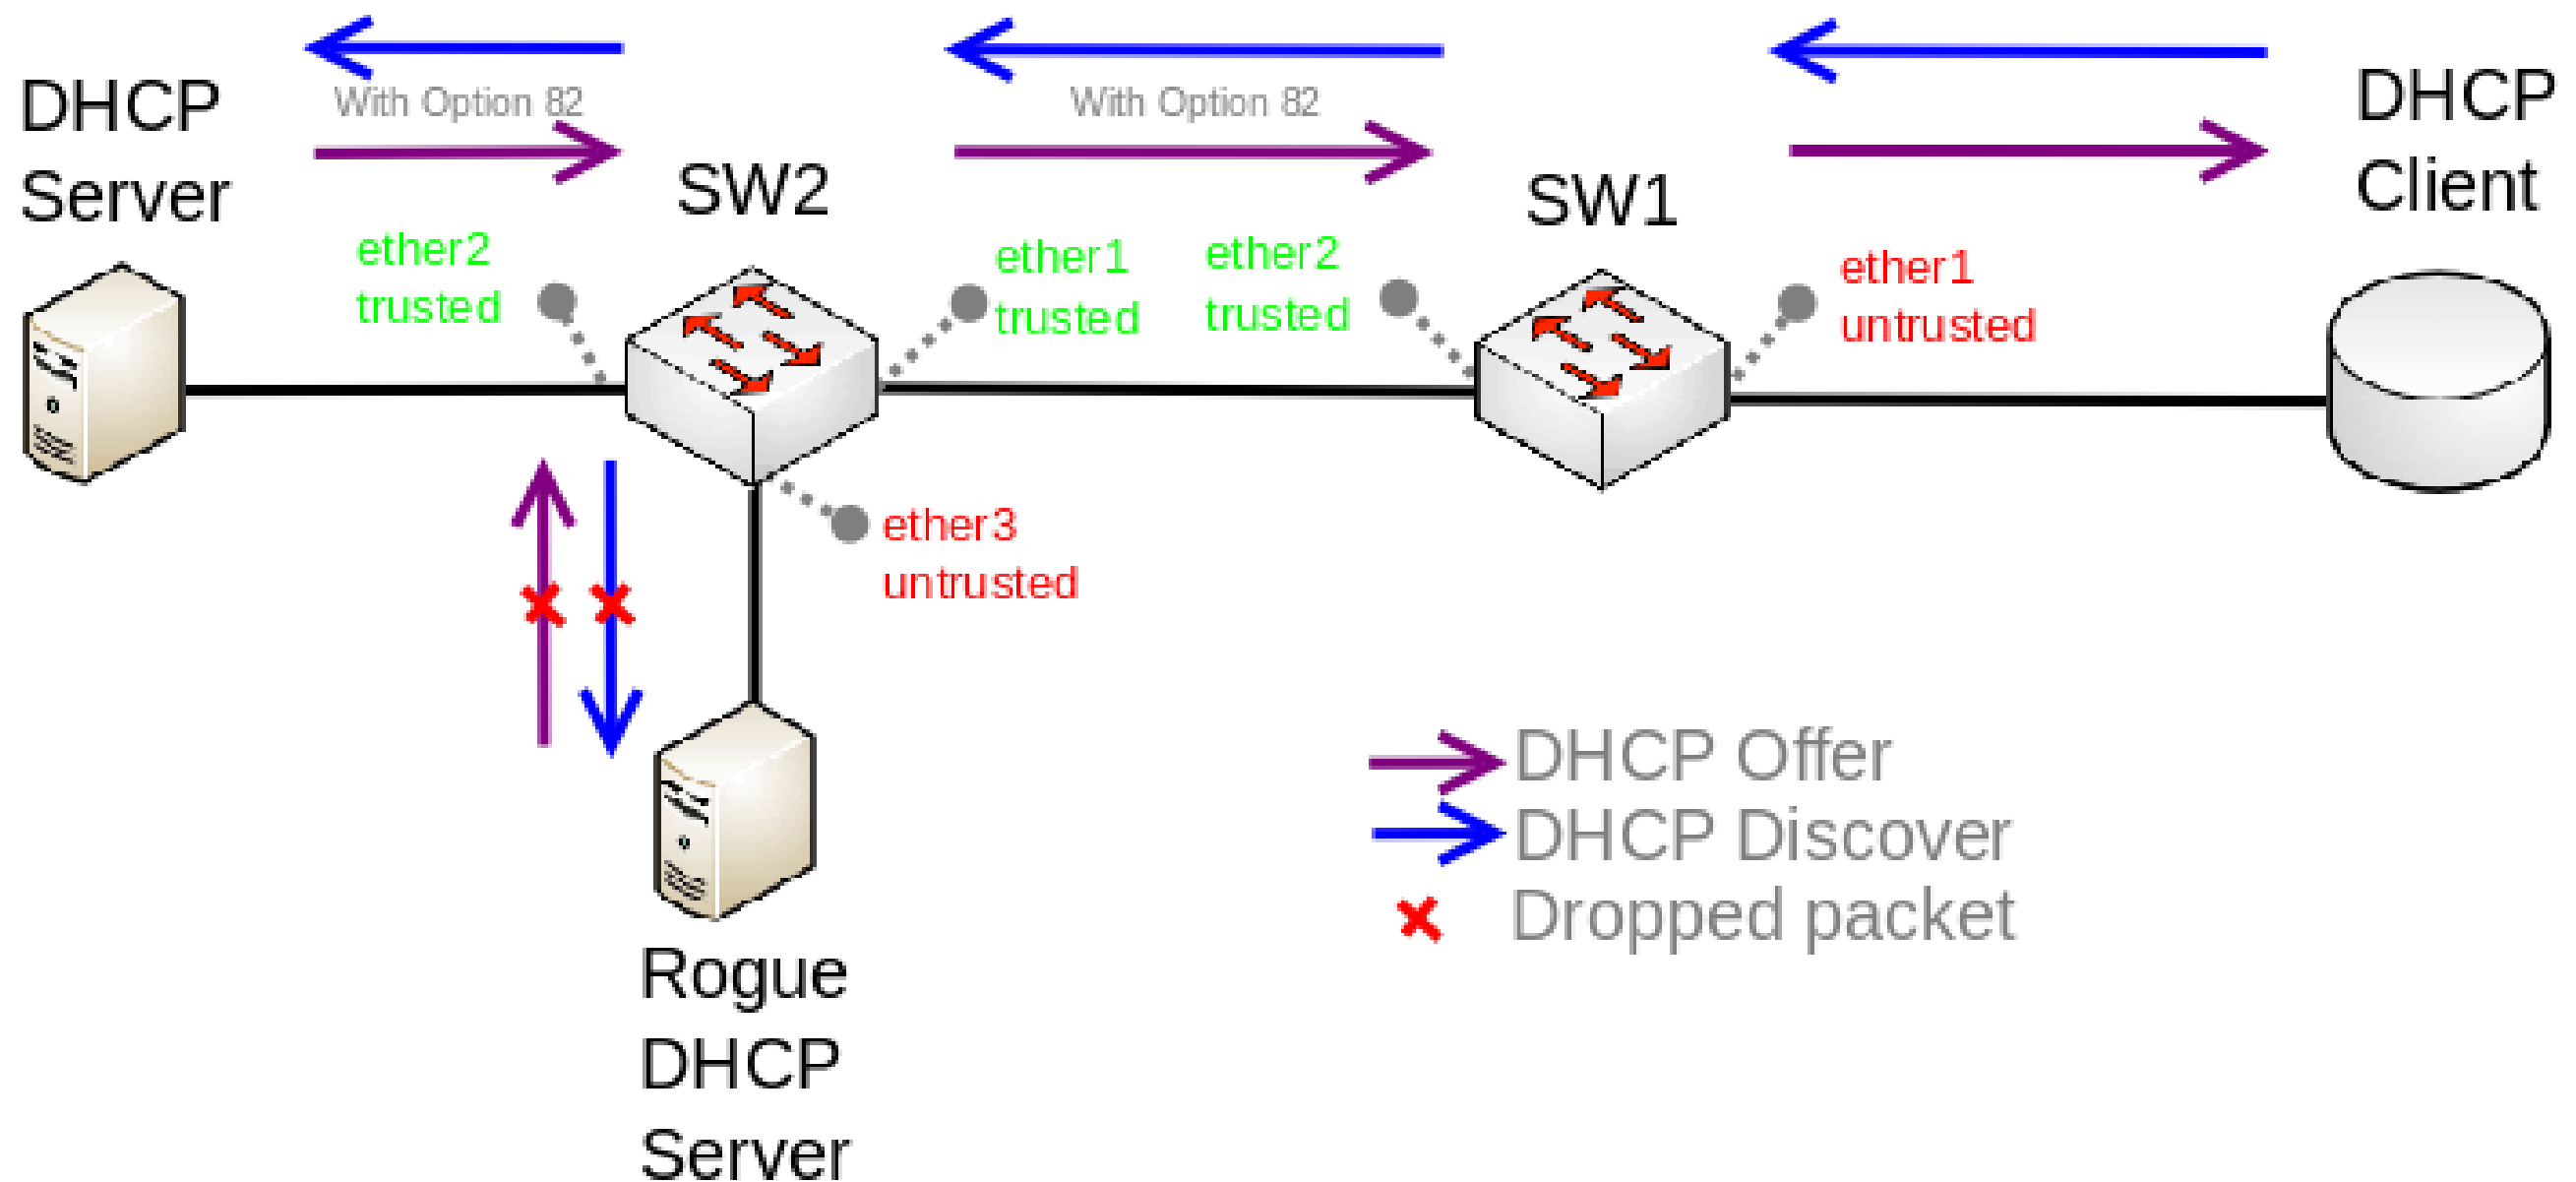 DHCP
Server
With Option 82
With Option 82
DHCP
Client
SW2
SW1
ether2
trusted
ether1
trusted
ether2
trusted
ether1
untrusted
ether3
untrusted
DHCP Offer
DHCP Discover
Dropped packet
Rogue
DHCP
Server